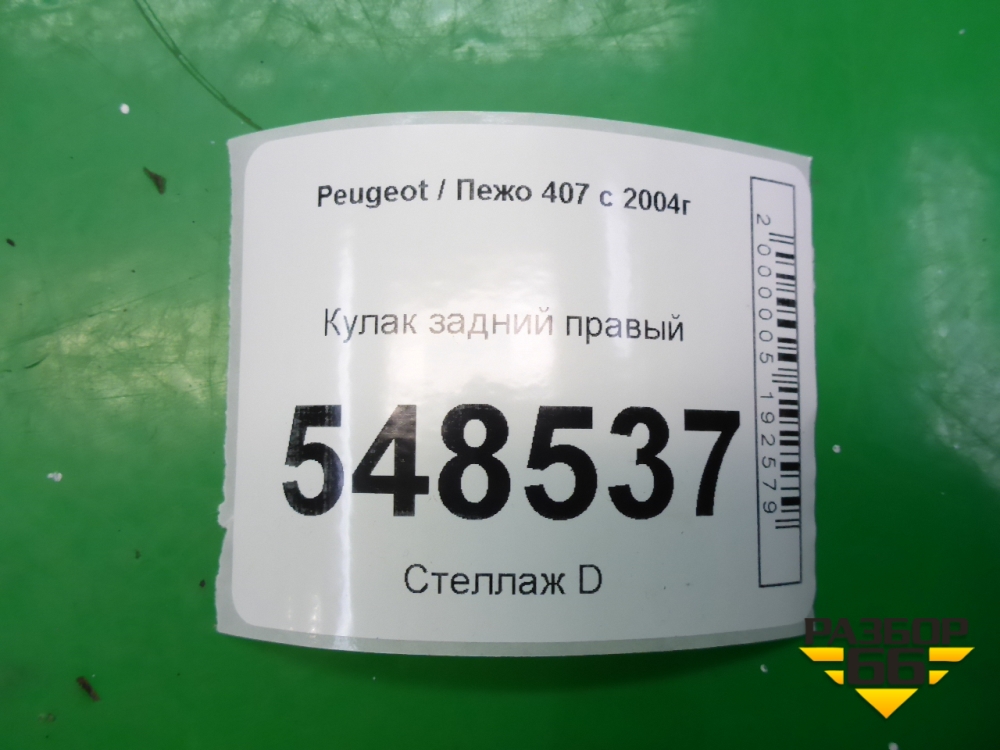 Peugeot / Пежо 407 с 2004г
Кулак задний правый
548537
Стеллаж D
2000005192579
РАЗБОР
66